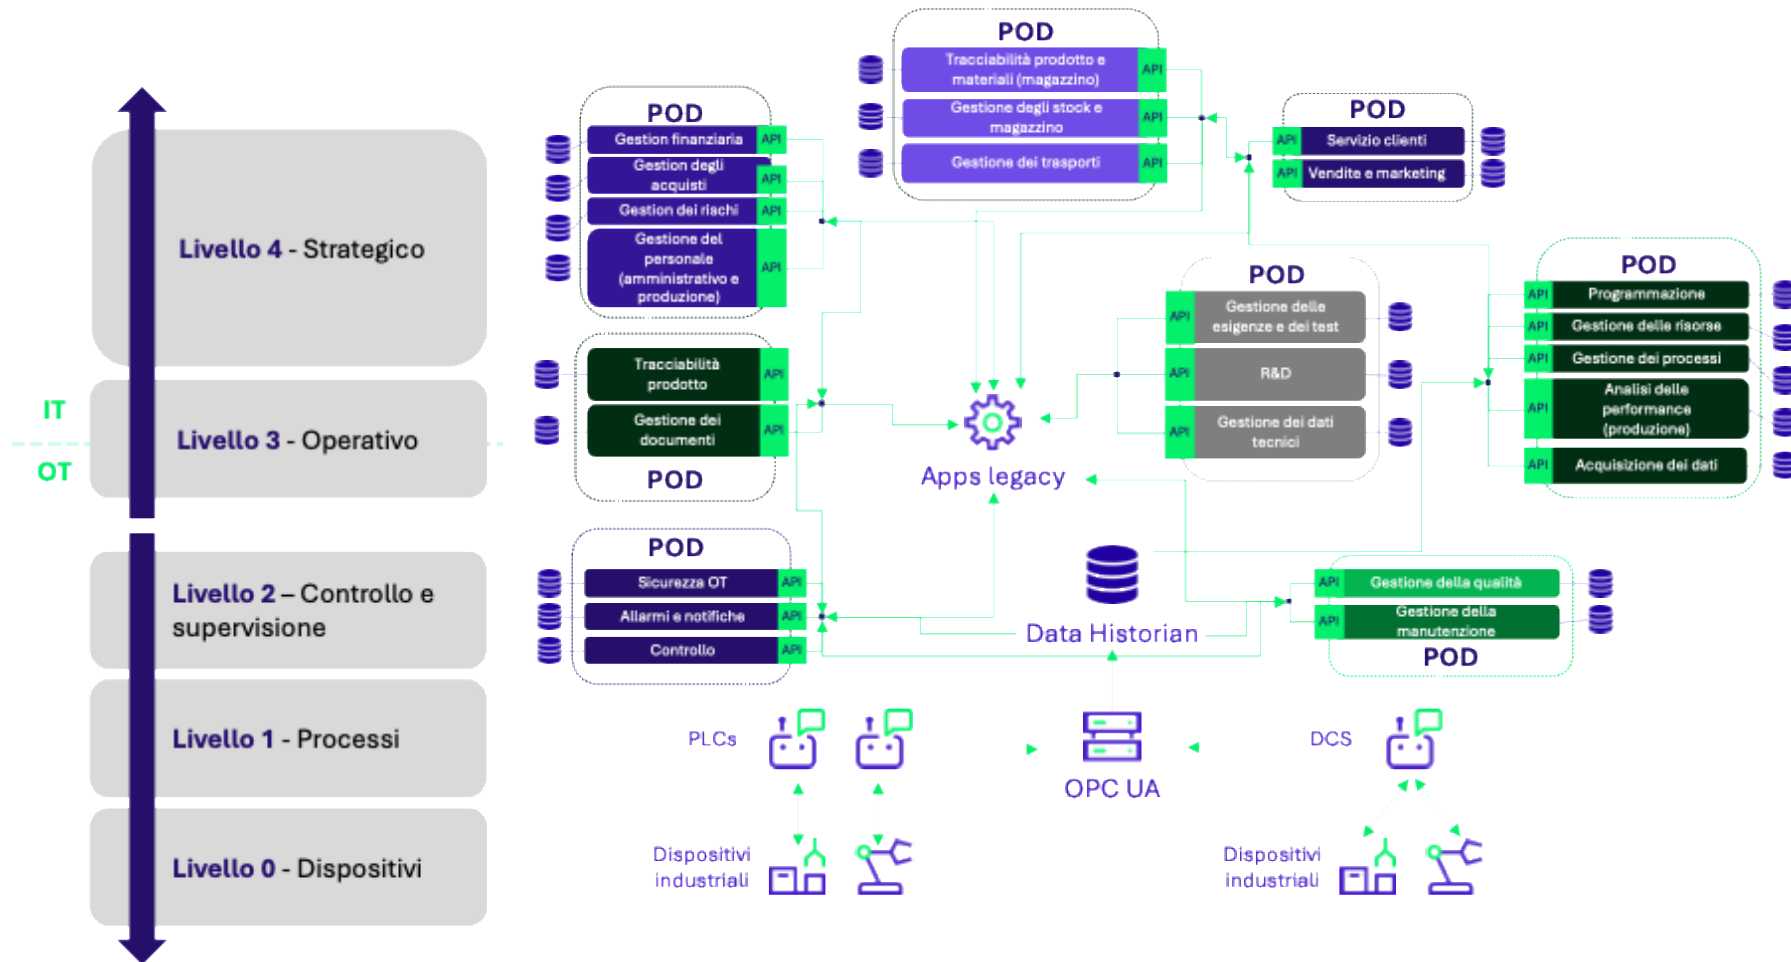 Livello 4 - Strategico
IT
Livello 3 - Operativo
OT
Livello 2 – Controllo e
supervisione
Livello 1 - Processi
Livello 0 - Dispositivi
POD
Gestion finanziaria
API
Gestion degli
acquisti
API
Gestion dei rischi
API
Gestione del
personale
(amministrativo e
produzione)
API
POD
Tracciabilità prodotto e
materiali (magazzino)
API
Gestione degli stock e
magazzino
API
Gestione dei trasporti
API
POD
API
Servizio clienti
API
Vendite e marketing
Tracciabilità
prodotto
API
Gestione dei
documenti
API
POD
Apps legacy
POD
API
Gestione delle
esigenze e dei test
API
R&D
API
Gestione dei dati
tecnici
POD
API
Programmazione
API
Gestione delle risorse
API
Gestione dei processi
API
Analisi delle
performance
(produzione)
API
Acquisizione dei dati
POD
Sicurezza OT
API
Allarmi e notifiche
API
Controllo
API
Data Historian
API
Gestione della qualità
API
Gestione della
manutenzione
POD
PLCs
OPC UA
DCS
Dispositivi
industriali
Dispositivi
industriali